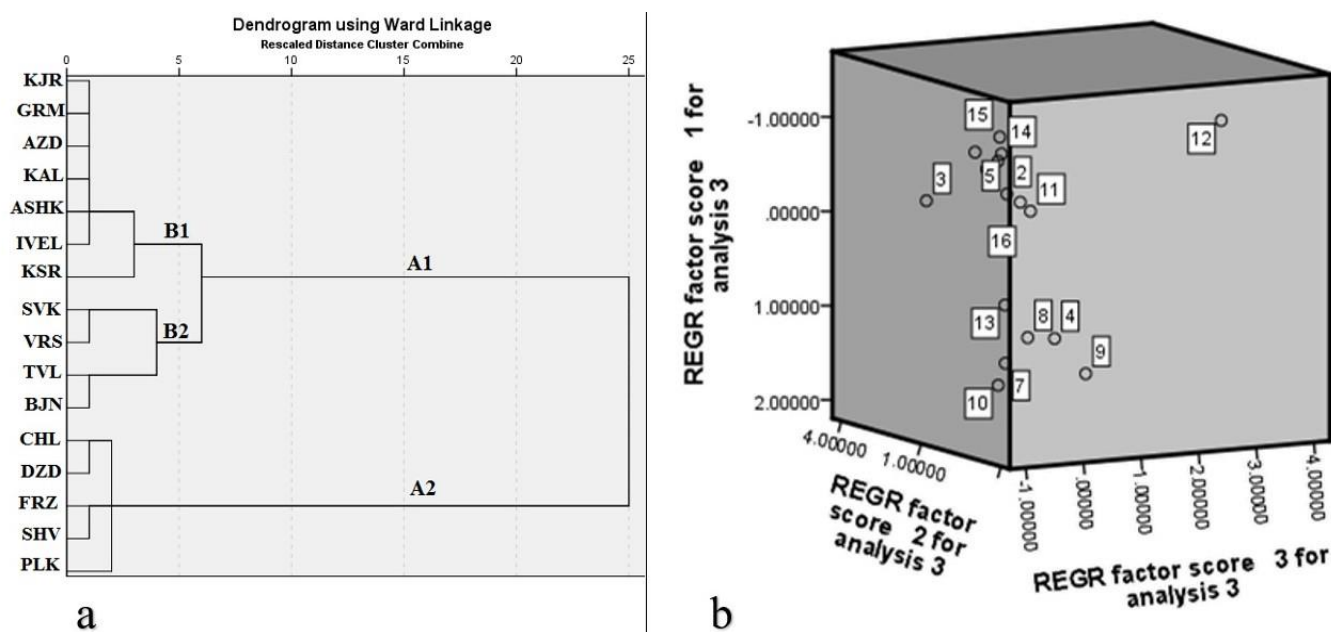 Dendrogram using Ward Linkage
Rescaled Distance Cluster Combine
0 5 10 15 20 25
KJR
GRM
AZD
KAL
ASHK
IVEL
KSR
SVK
VRS
TVL
BJN
CHL
DZD
FRZ
SHV
PLK
B1
A1
B2
A2
a
REGR factor score 1 for
analysis 3
-1.00000
.00000
1.00000
2.00000
15
14
12
3
5
2
11
16
13
8
4
9
10
7
4.00000
1.00000
REGR factor
score 2 for
analysis 3
-1.00000
.00000
-1.00000
-2.00000
-3.00000
-4.00000
REGR factor score 3 for
analysis 3
b